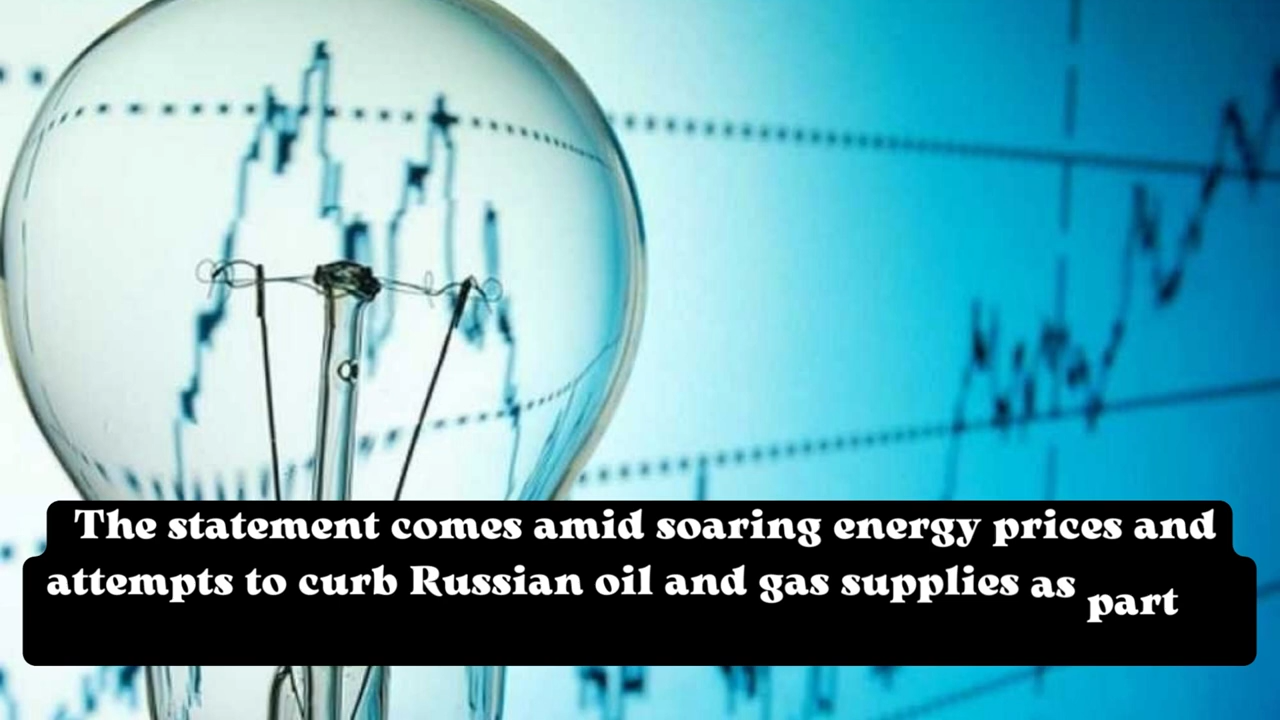 The statement comes amid soaring energy prices and
attempts to curb Russian oil and gas supplies as part